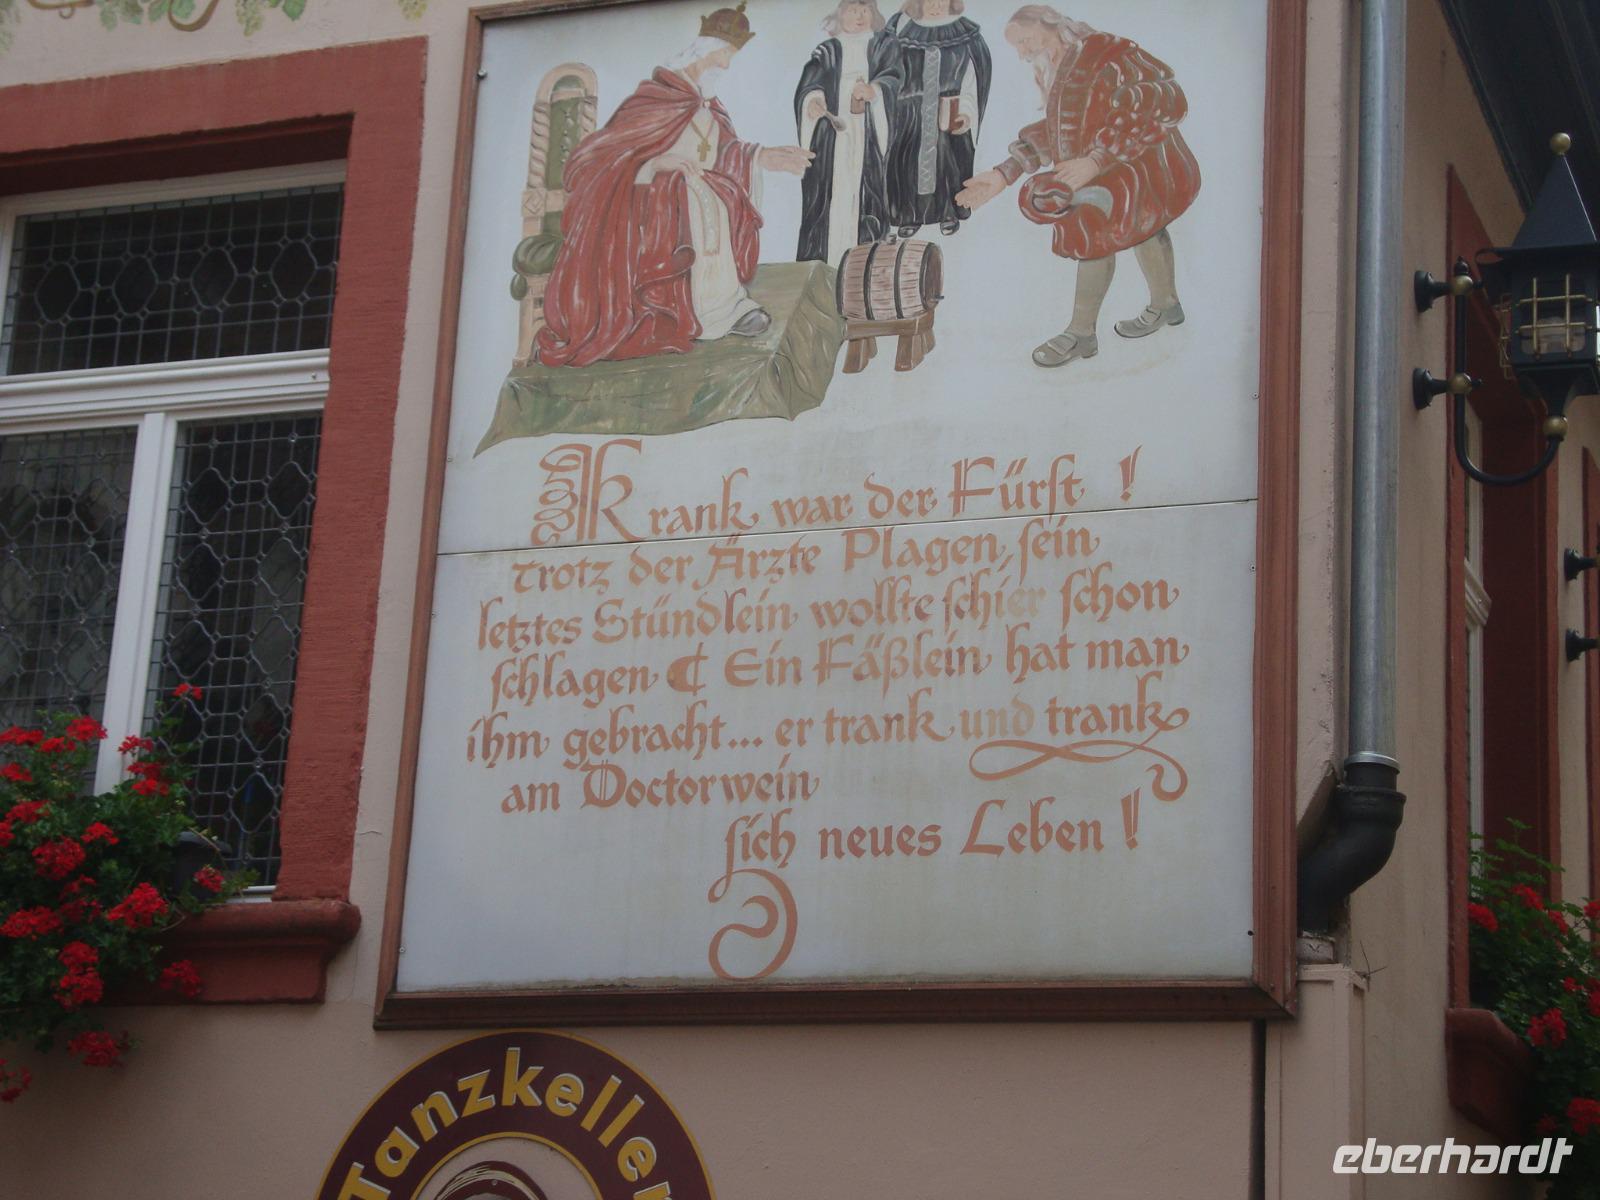 Krank war der Fürst !
trotz der Ärzte Plagen, sein
letztes Stündlein wollte schier schon
schlagen ₵ Ein Fäßlein hat man
ihm gebracht... er trank und trank
am Doctorwein
sich neues Leben !
Tanzkeller
eberhardt